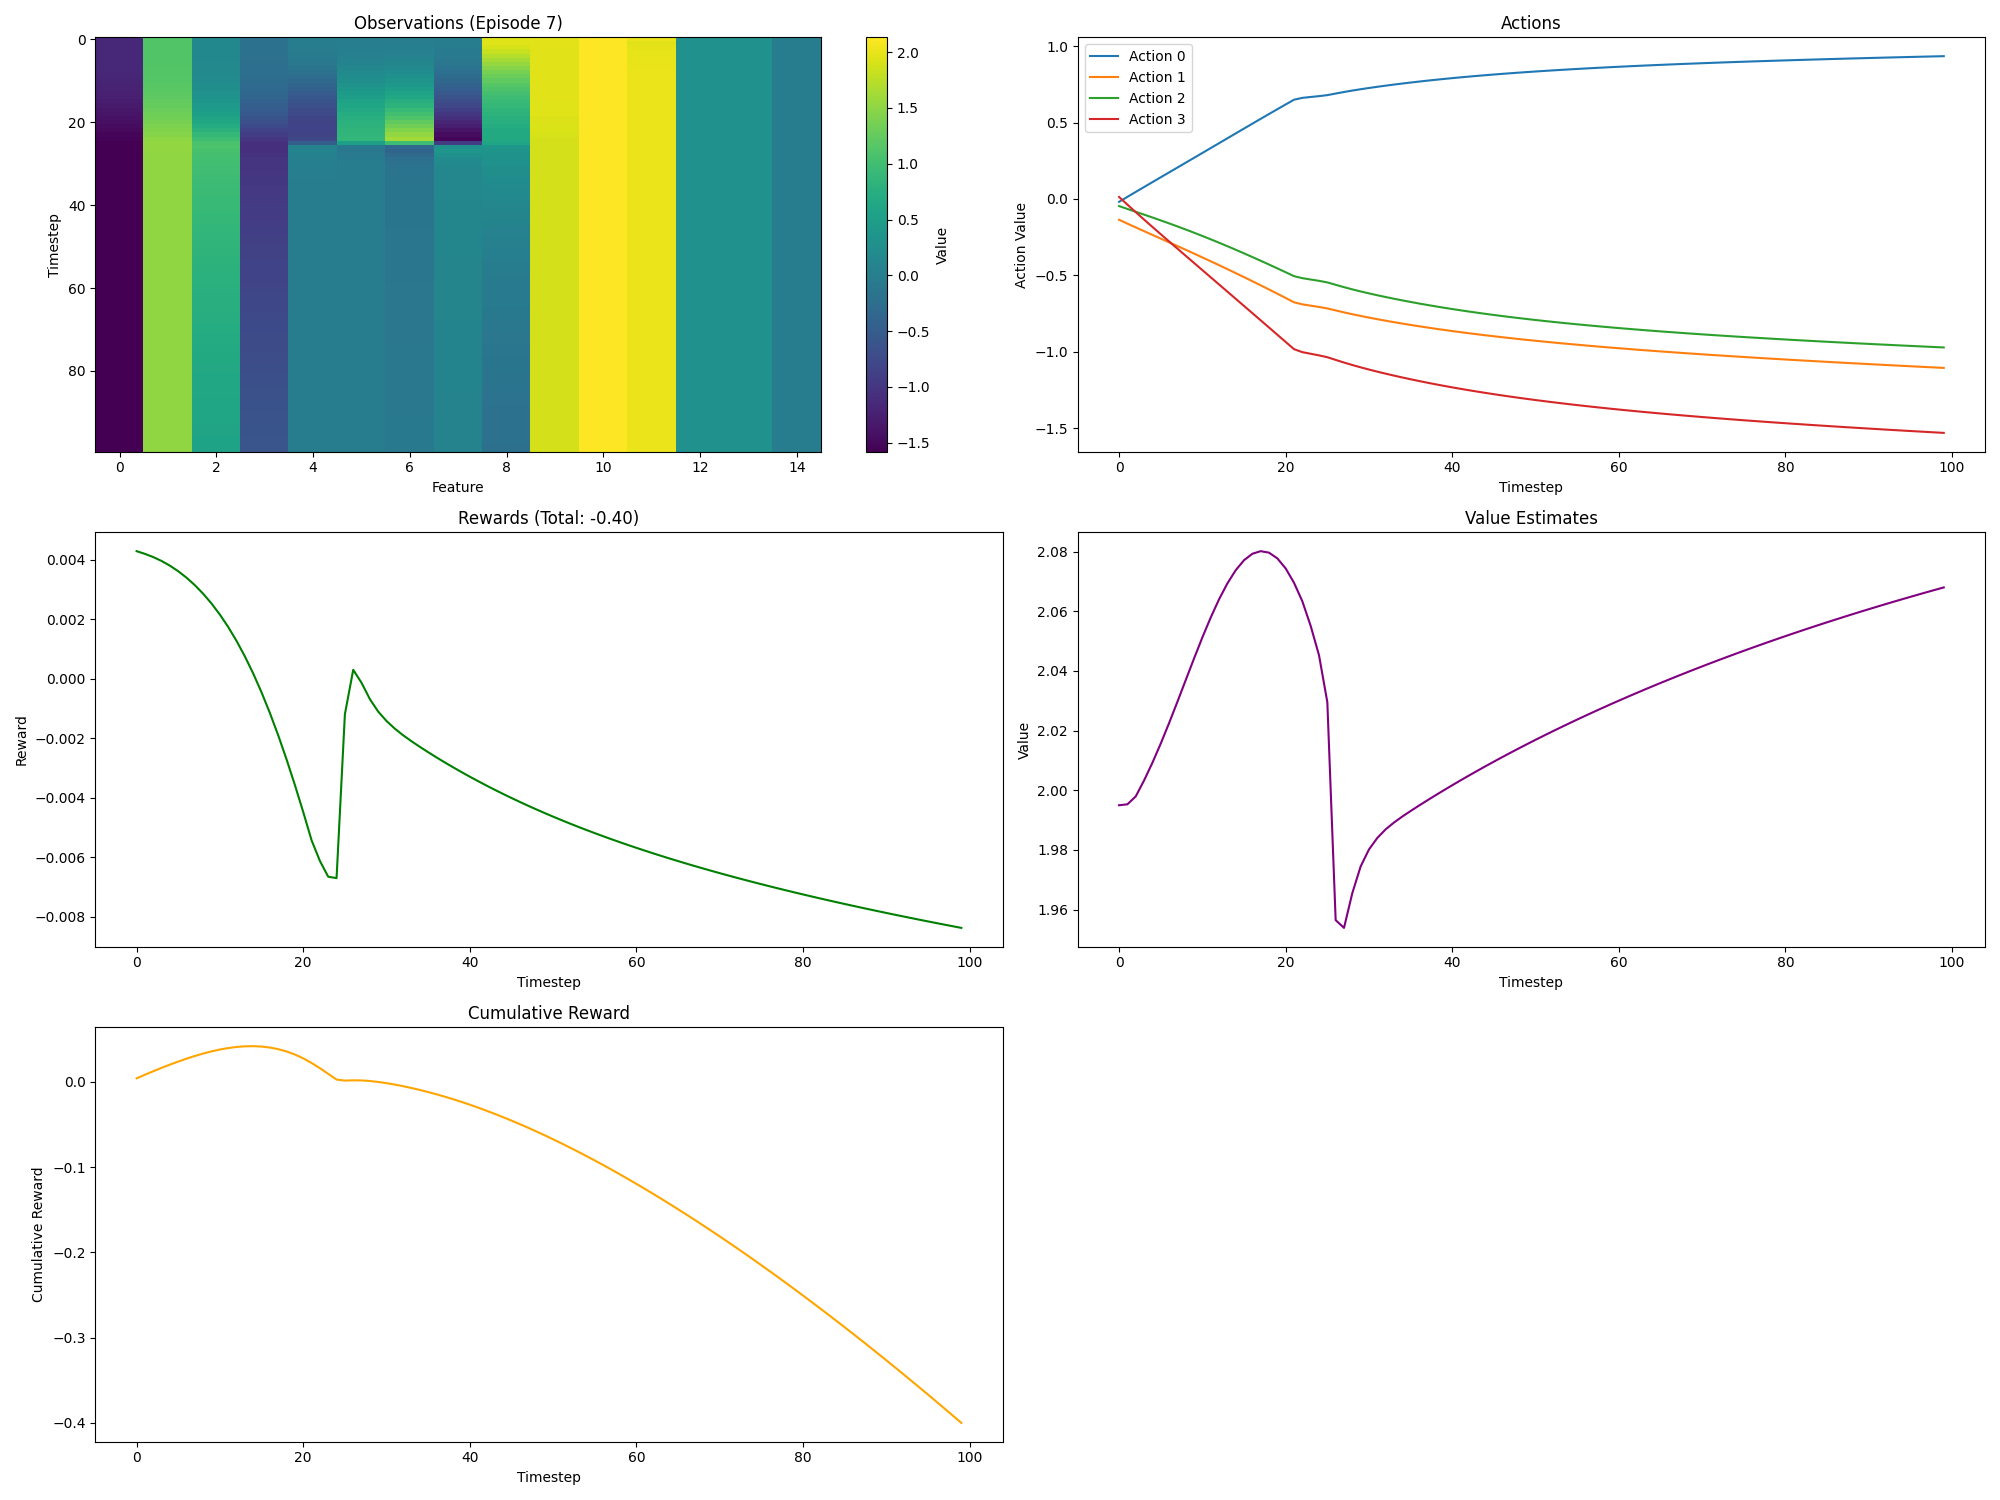 Observations (Episode 7)
0
20
40
60
80
Timestep
0 2 4 6 8 10 12 14
Feature
2.0
1.5
1.0
0.5
0.0
−0.5
−1.0
−1.5
Value
Actions
Action 0
Action 1
Action 2
Action 3
1.0
0.5
0.0
−0.5
−1.0
−1.5
Action Value
0 20 40 60 80 100
Timestep
Rewards (Total: -0.40)
0.004
0.002
0.000
−0.002
−0.004
−0.006
−0.008
Reward
0 20 40 60 80 100
Timestep
Value Estimates
2.08
2.06
2.04
2.02
2.00
1.98
1.96
Value
0 20 40 60 80 100
Timestep
Cumulative Reward
0.0
−0.1
−0.2
−0.3
−0.4
Cumulative Reward
0 20 40 60 80 100
Timestep